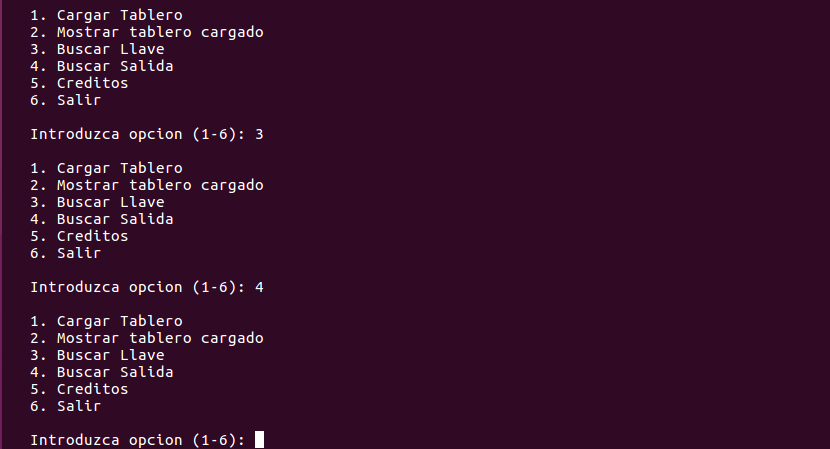 1. Cargar Tablero
2. Mostrar tablero cargado
3. Buscar Llave
4. Buscar Salida
5. Creditos
6. Salir
Introduzca opcion (1-6): 3
1. Cargar Tablero
2. Mostrar tablero cargado
3. Buscar Llave
4. Buscar Salida
5. Creditos
6. Salir
Introduzca opcion (1-6): 4
1. Cargar Tablero
2. Mostrar tablero cargado
3. Buscar Llave
4. Buscar Salida
5. Creditos
6. Salir
Introduzca opcion (1-6):